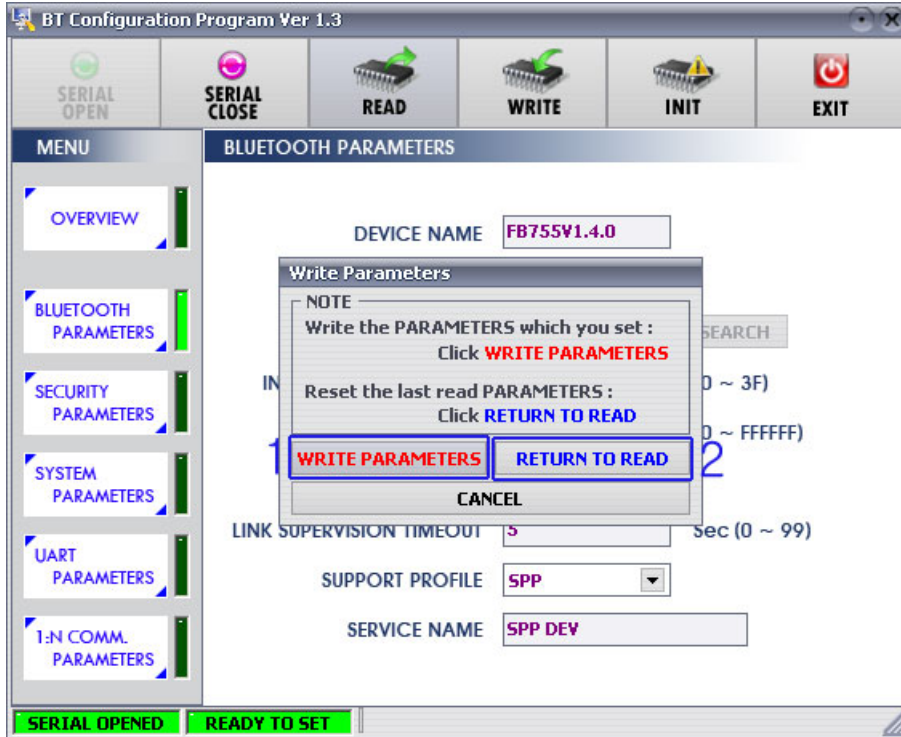 BT Configuration Program Ver 1.3
SERIAL OPEN
SERIAL CLOSE
READ
WRITE
INIT
EXIT
MENU
BLUETOOTH PARAMETERS
OVERVIEW
BLUETOOTH
PARAMETERS
SECURITY
PARAMETERS
SYSTEM
PARAMETERS
UART
PARAMETERS
1:N COMM.
PARAMETERS
DEVICE NAME FB755V1.4.0
Write Parameters
NOTE
Write the PARAMETERS which you set :
Click WRITE PARAMETERS
Reset the last read PARAMETERS :
Click RETURN TO READ
1 WRITE PARAMETERS RETURN TO READ 2
CANCEL
SEARCH
~ 3F)
~ FFFFFF)
LINK SUPERVISION TIMEOUT 5 Sec (0 ~ 99)
SUPPORT PROFILE SPP
SERVICE NAME SPP DEV
SERIAL OPENED READY TO SET